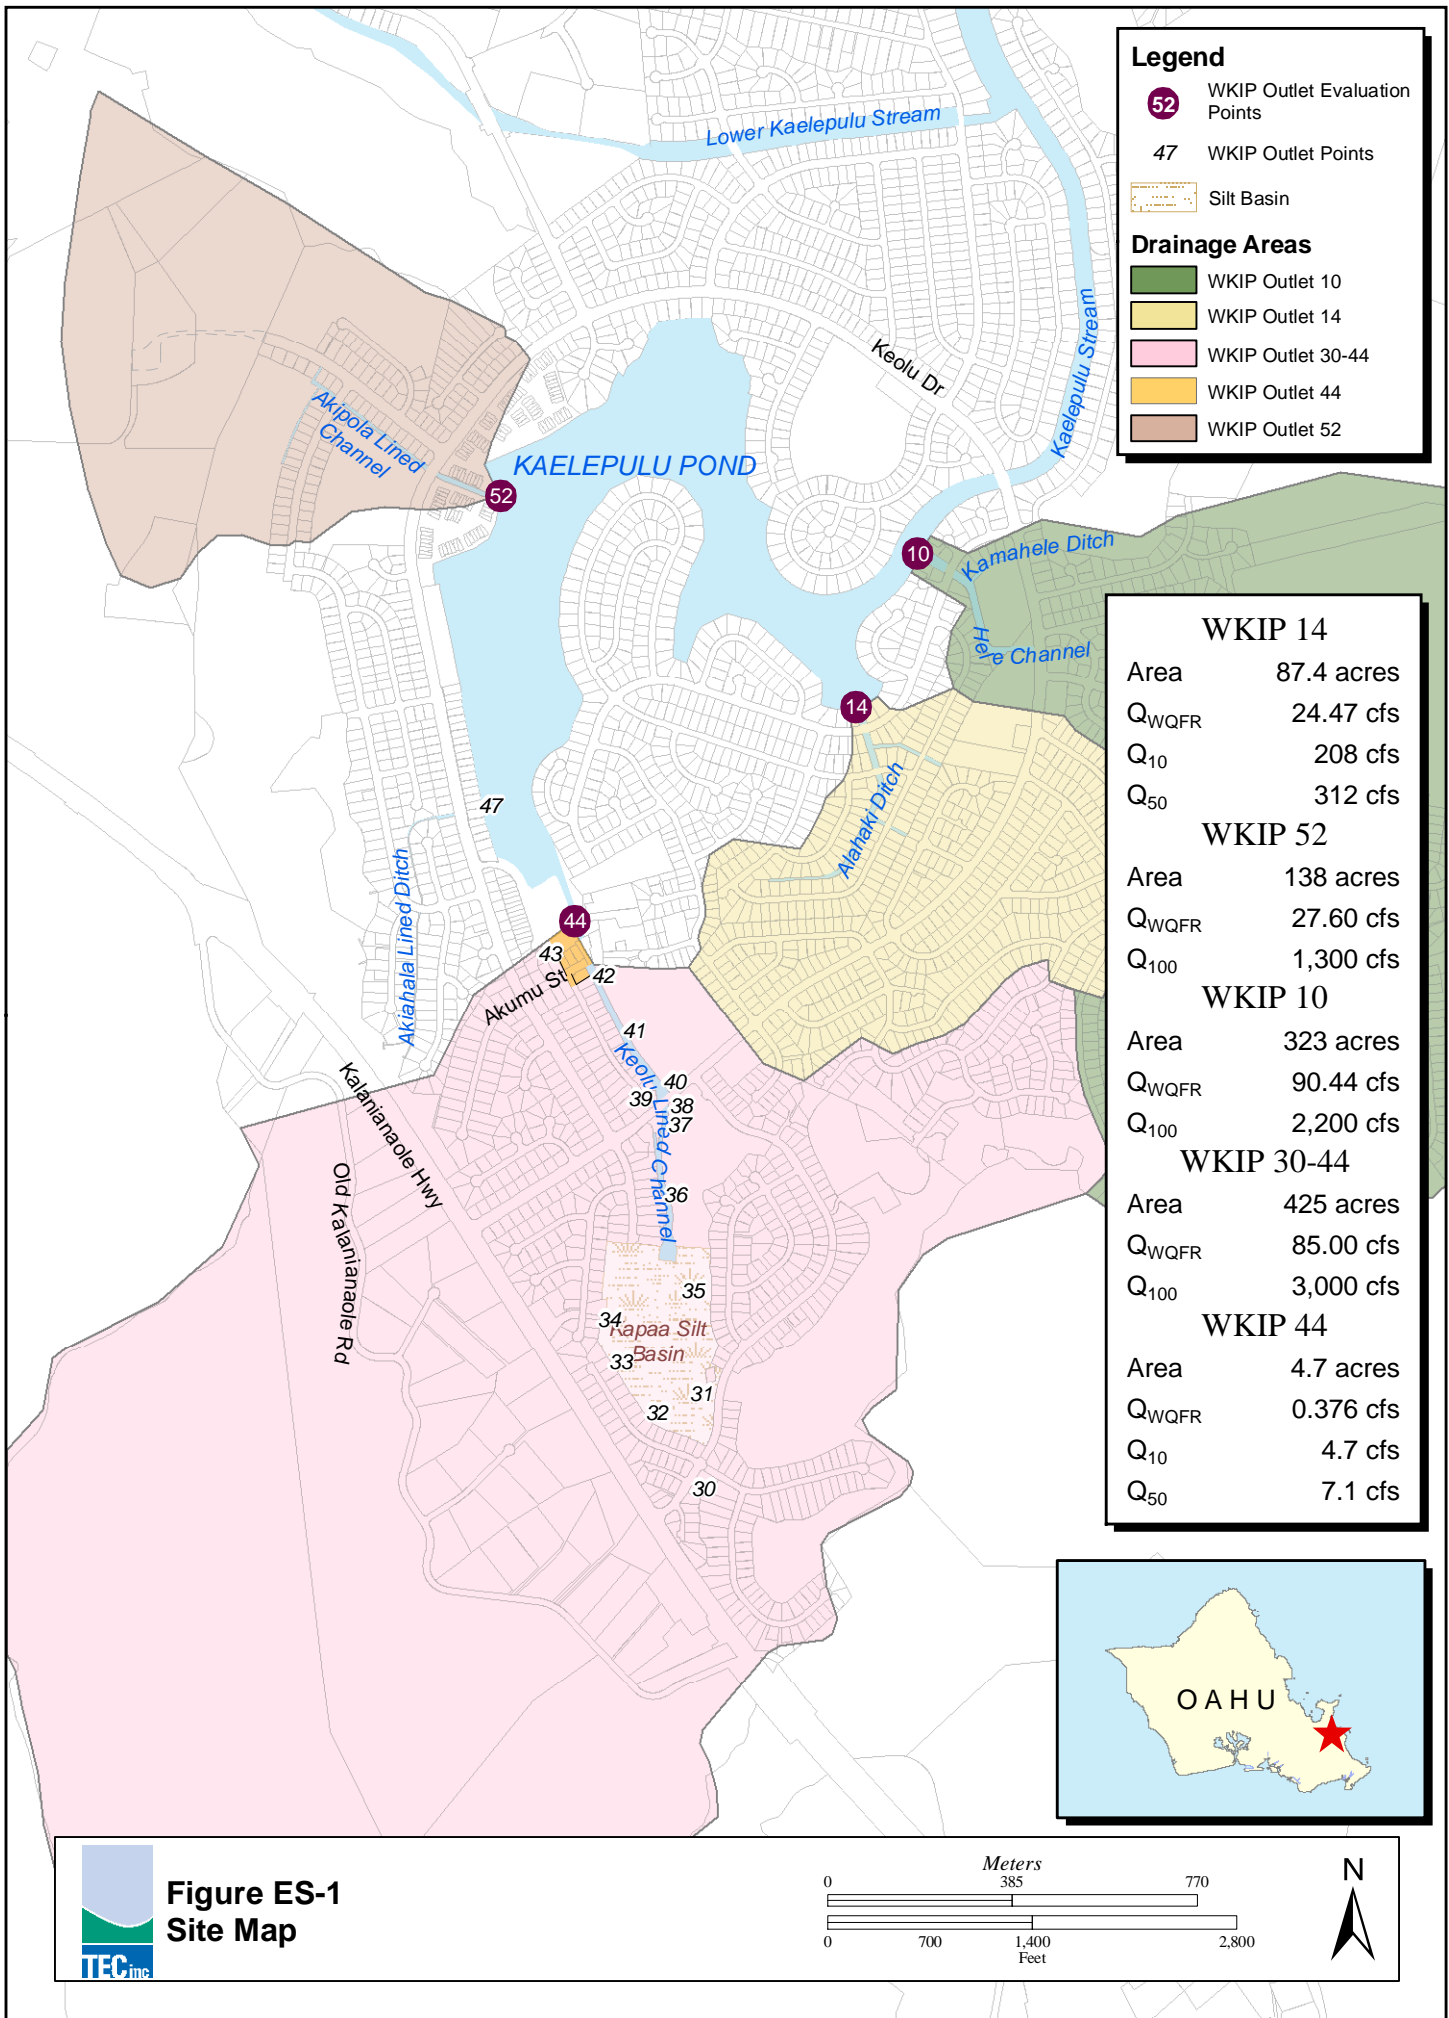 Legend
52 WKIP Outlet Evaluation Points
47 WKIP Outlet Points
Silt Basin
Drainage Areas
WKIP Outlet 10
WKIP Outlet 14
WKIP Outlet 30-44
WKIP Outlet 44
WKIP Outlet 52
Lower Kaelepulu Stream
Kaelepulu Stream
Keolu Dr
Akipola Lined Channel
KAELEPULU POND
52
10
Kamahele Ditch
Hele Channel
14
Alahaki Ditch
47
Akiahala Lined Ditch
44
43
42
Akumu St
41
Keolu Lined Channel
40
39
38
37
36
Kalanianaole Hwy
Old Kalanianaole Rd
35
34
Kapaa Silt Basin
33
31
32
30
WKIP 14
Area 87.4 acres
QWQFR 24.47 cfs
Q10 208 cfs
Q50 312 cfs
WKIP 52
Area 138 acres
QWQFR 27.60 cfs
Q100 1,300 cfs
WKIP 10
Area 323 acres
QWQFR 90.44 cfs
Q100 2,200 cfs
WKIP 30-44
Area 425 acres
QWQFR 85.00 cfs
Q100 3,000 cfs
WKIP 44
Area 4.7 acres
QWQFR 0.376 cfs
Q10 4.7 cfs
Q50 7.1 cfs
OAHU
TEC inc
Figure ES-1
Site Map
Meters
0 385 770
0 700 1,400 2,800
Feet
N